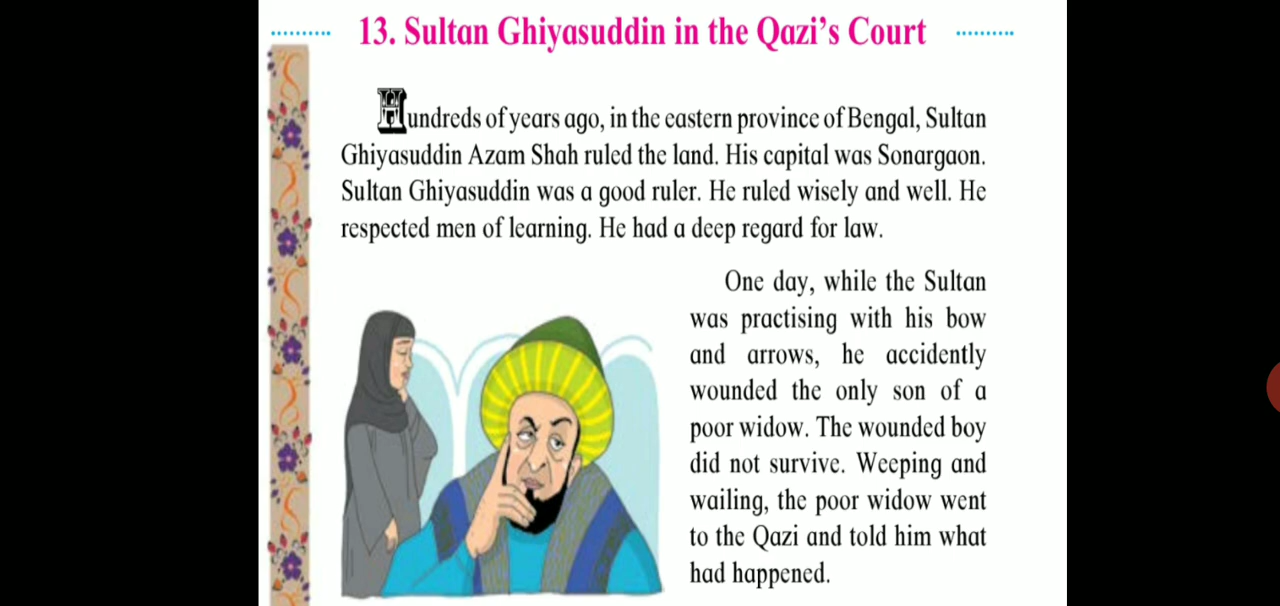 13. Sultan Ghiyasuddin in the Qazi's Court
Hundreds of years ago, in the eastern province of Bengal, Sultan
Ghiyasuddin Azam Shah ruled the land. His capital was Sonargaon.
Sultan Ghiyasuddin was a good ruler. He ruled wisely and well. He
respected men of learning. He had a deep regard for law.
One day, while the Sultan
was practising with his bow
and arrows, he accidently
wounded the only son of a
poor widow. The wounded boy
did not survive. Weeping and
wailing, the poor widow went
to the Qazi and told him what
had happened.